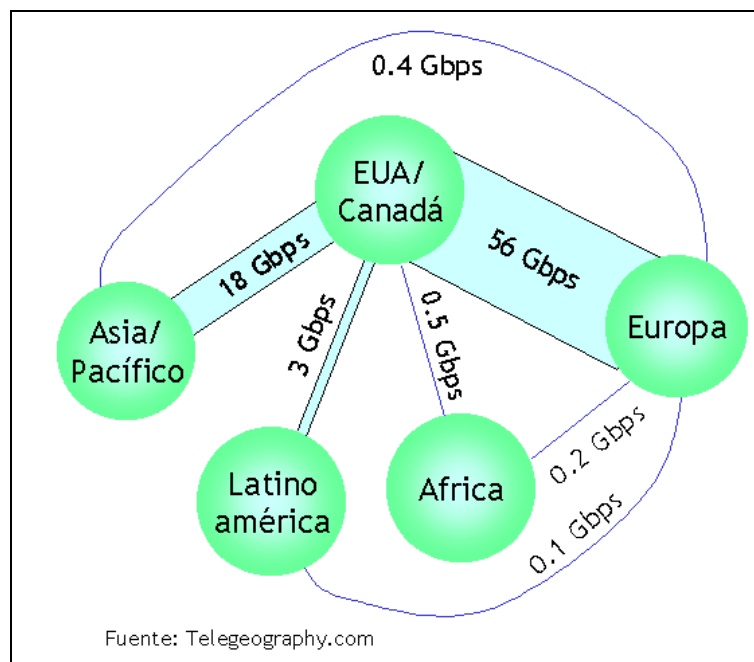 0.4 Gbps
EUA/
Canadá
56 Gbps
18 Gbps
Asia/
Pacífico
3 Gbps
0.5 Gbps
Europa
Latino
américa
Africa
0.2 Gbps
0.1 Gbps
Fuente: Telegeography.com